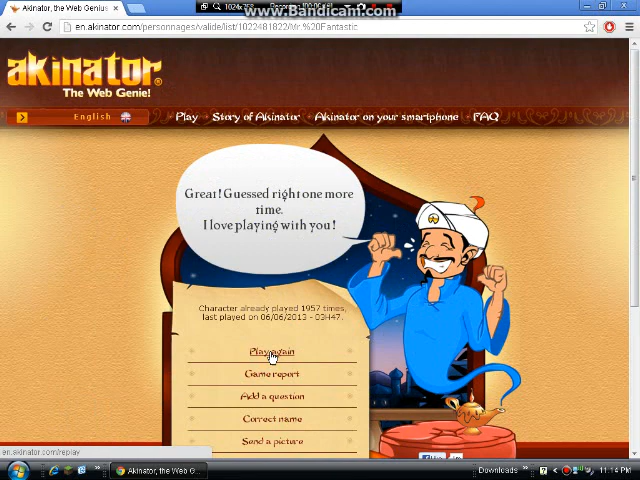 www.Bandicam.com
1024x768
Akinator, the Web Genius
en.akinator.com/personnages/valide/list/1022481822/Mr.%20Fantastic
akinator
The Web Genie!
English
Play
Story of Akinator
Akinator on your smartphone
FAQ
Great! Guessed right one more
time.
I love playing with you!
Character already played 1957 times,
last played on 06/06/2013 - 03H47.
Play again
Game report
Add a question
Correct name
Send a picture
en.akinator.com/replay
Akinator, the Web G...
Downloads
11:14 PM